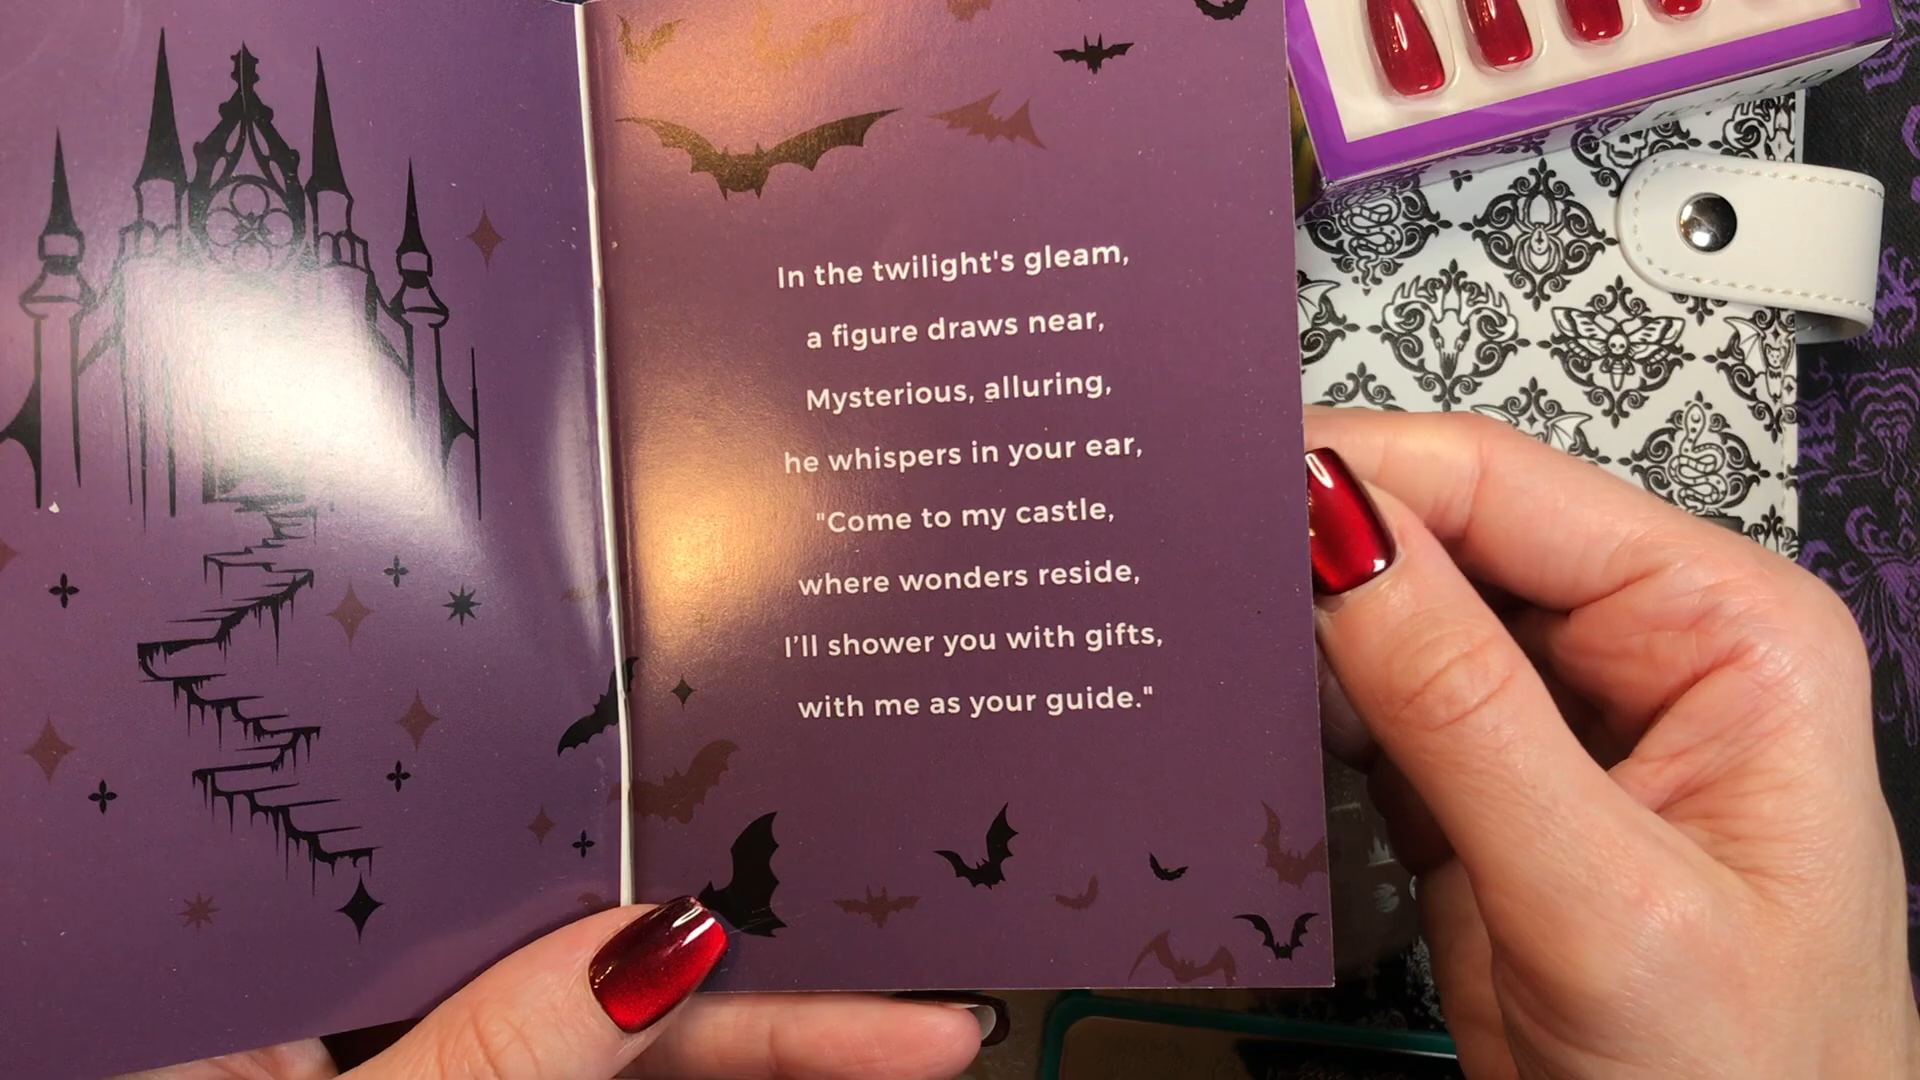 In the twilight's gleam,
a figure draws near,
Mysterious, alluring,
he whispers in your ear,
"Come to my castle,
where wonders reside,
I'll shower you with gifts,
with me as your guide."